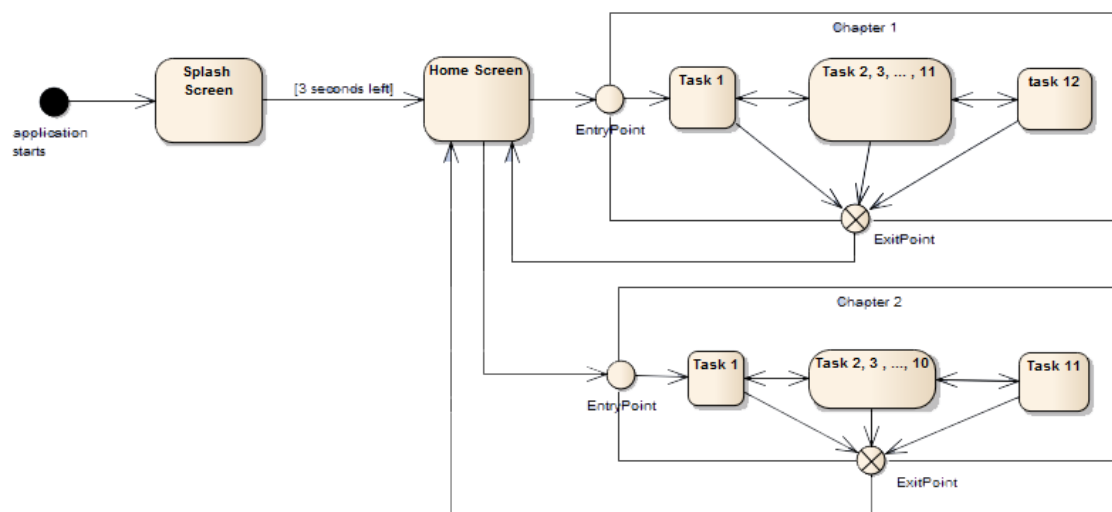 Chapter 1
Splash
Screen
Home Screen
Task 1
Task 2, 3, ... , 11
task 12
[3 seconds left]
EntryPoint
application
starts
ExitPoint
Chapter 2
Task 1
Task 2, 3 , ..., 10
Task 11
EntryPoint
ExitPoint